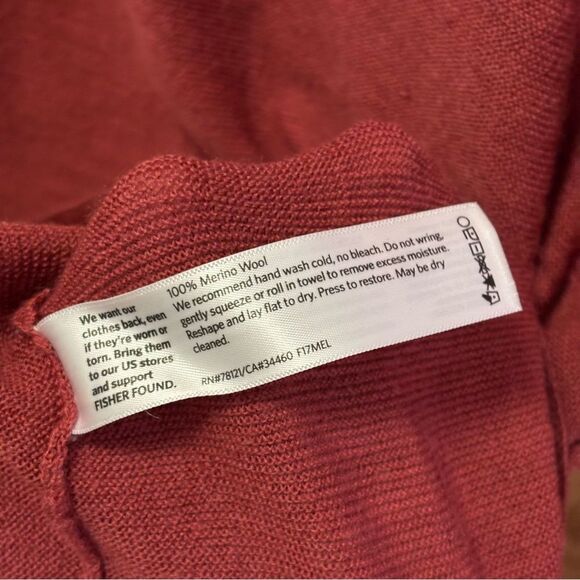 We want our
clothes back, even
if they're worn or
torn. Bring them
to our US stores
and support
FISHER FOUND.
100% Merino Wool
We recommend hand wash cold, no bleach. Do not wring,
gently squeeze or roll in towel to remove excess moisture.
Reshape and lay flat to dry. Press to restore. May be dry
cleaned.
RN#78121/CA#34460 F17MEL